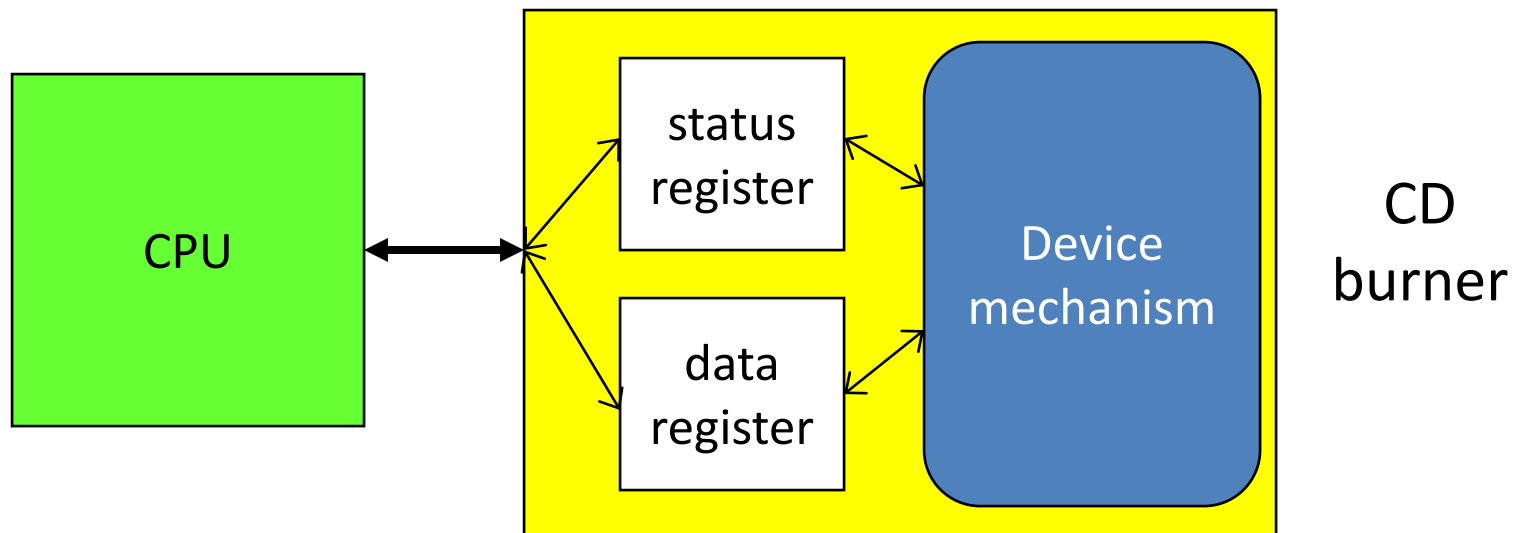 CPU
status
register
data
register
Device
mechanism
CD
burner